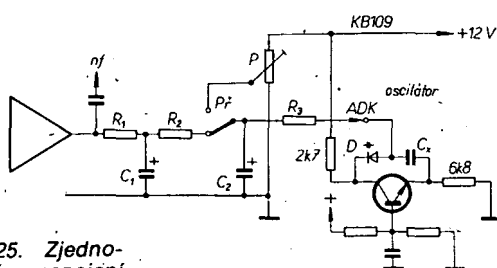 KB109
+12 V
nf
P
Př
oscilátor
R1
R2
R3
ADK
2k7
D
Cx
6k8
C1
C2
25. Zjedno-